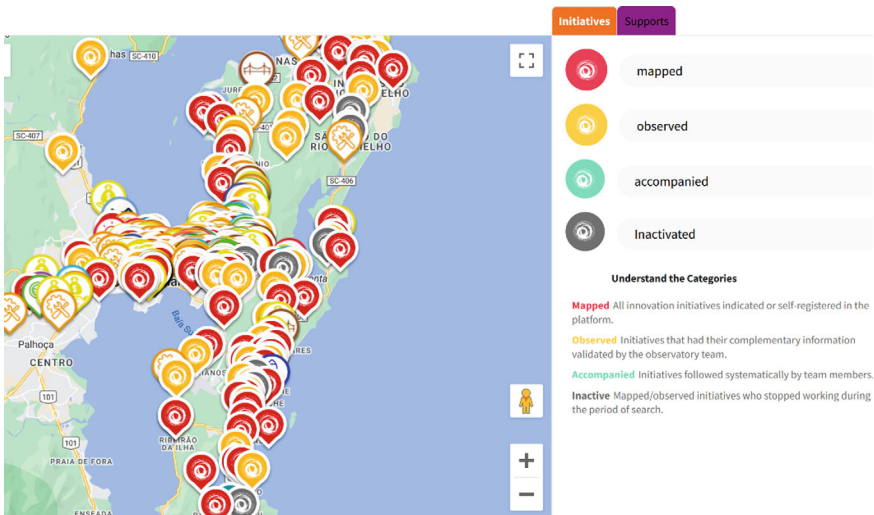 Initiatives
Supports
mapped
observed
accompanied
Inactivated
Understand the Categories
Mapped All innovation initiatives indicated or self-registered in the
platform.
Observed Initiatives that had their complementary information
validated by the observatory team.
Accompanied Initiatives followed systematically by team members.
Inactive Mapped/observed initiatives who stopped working during
the period of search.
SC-410
SC-407
SC-406
Palhoça
CENTRO
101
101
PRAIA DE FORA
RIBEIRÃO
DA ILHA
ENSEADA